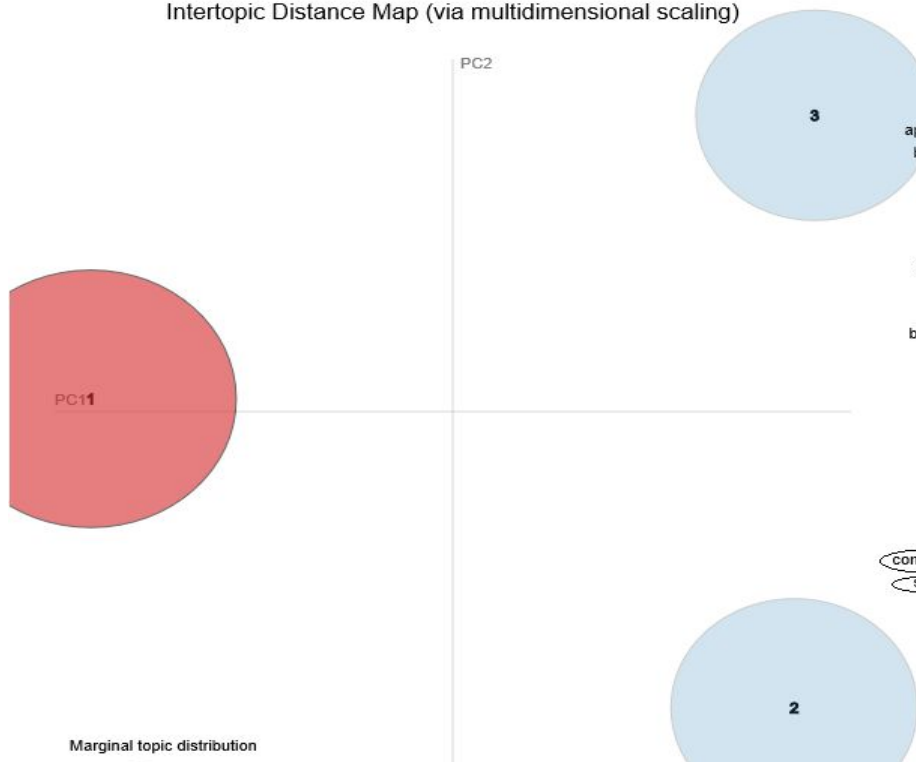 Intertopic Distance Map (via multidimensional scaling)
PC2
3
PC1
1
2
Marginal topic distribution